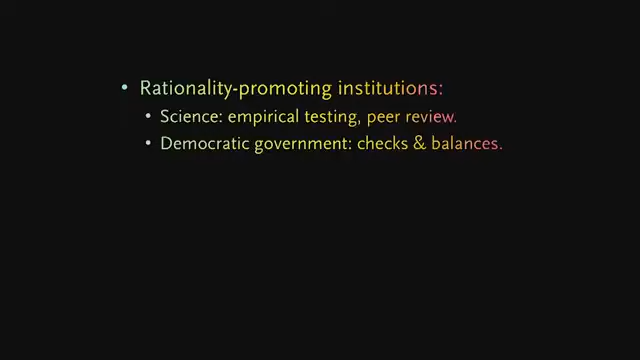 • Rationality-promoting institutions:
• Science: empirical testing, peer review.
• Democratic government: checks & balances.